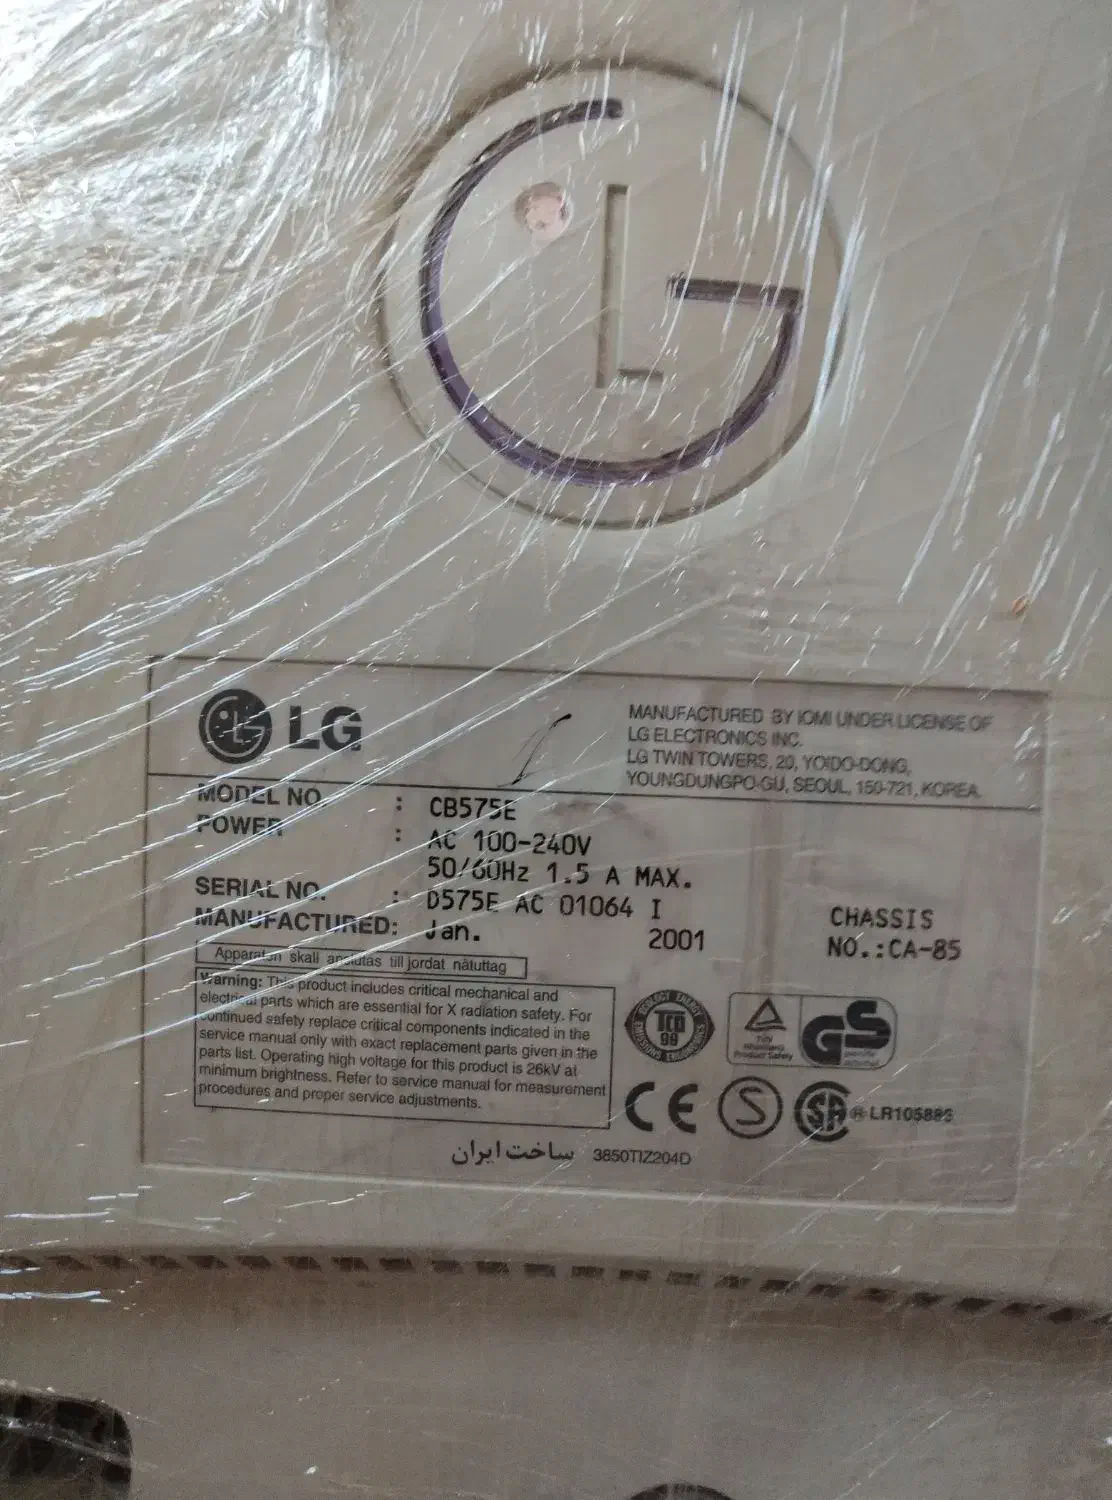 LG
LG
MANUFACTURED BY IOMI UNDER LICENSE OF
LG ELECTRONICS INC.
LG TWIN TOWERS, 20, YOIDO-DONG,
YOUNGDUNGPO-GU, SEOUL, 150-721, KOREA.
MODEL NO. : CB575E
POWER : AC 100-240V
50/60Hz 1.5 A MAX.
SERIAL NO. : D575E AC 01064 I
MANUFACTURED: Jan. 2001
CHASSIS
NO.:CA-85
Apparaten skall anslutas till jordat nätuttag
Warning: This product includes critical mechanical and
electrical parts which are essential for X radiation safety. For
continued safety replace critical components indicated in the
service manual only with exact replacement parts given in the
parts list. Operating high voltage for this product is 26kV at
minimum brightness. Refer to service manual for measurement
procedures and proper service adjustments.
TCO
99
TÜV
Rheinland
Product Safety
GS
CE S SA ® LR105883
ساخت ایران 3850TIZ204D